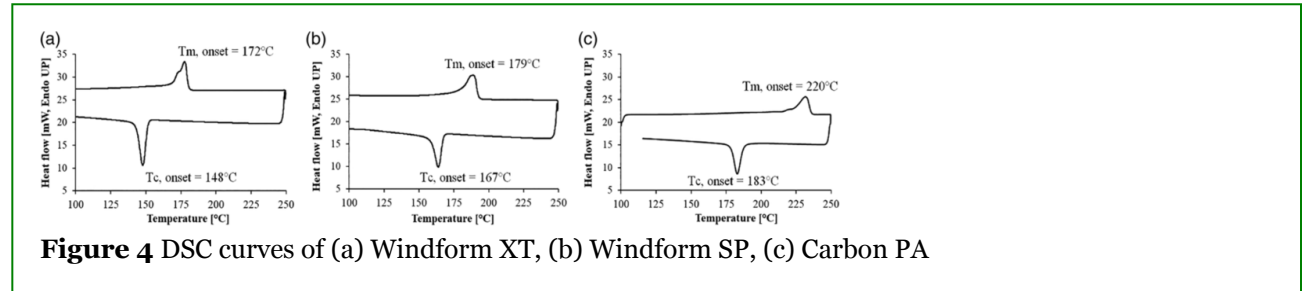 (a)
Tm, onset = 172°C
Heat flow [mW, Endo UP]
35
30
25
20
15
10
5
Tc, onset = 148°C
100 125 150 175 200 225 250
Temperature [°C]
(b)
Tm, onset = 179°C
Heat flow [mW, Endo UP]
35
30
25
20
15
10
5
Tc, onset = 167°C
100 125 150 175 200 225 250
Temperature [°C]
(c)
Tm, onset = 220°C
Heat flow [mW, Endo UP]
35
30
25
20
15
10
5
Tc, onset = 183°C
100 125 150 175 200 225 250
Temperature [°C]
Figure 4 DSC curves of (a) Windform XT, (b) Windform SP, (c) Carbon PA